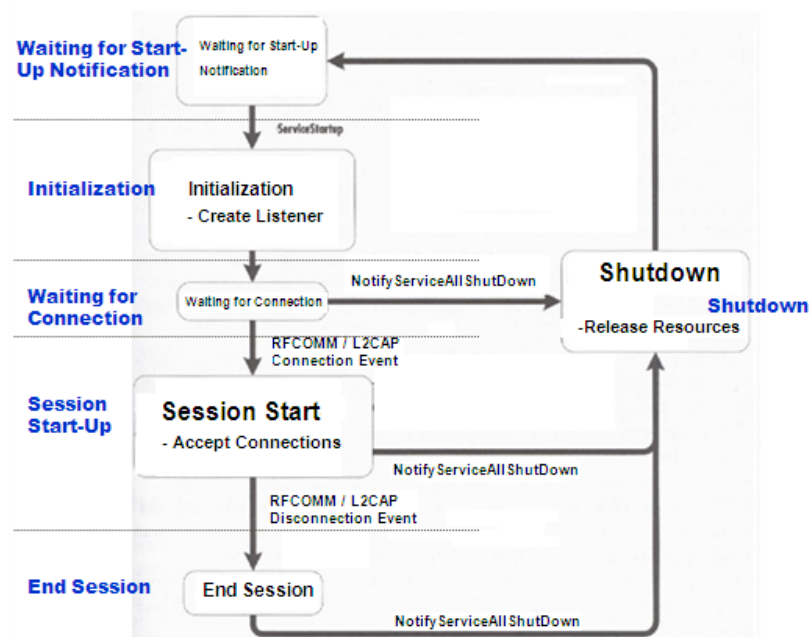 Waiting for Start-
Up Notification
Waiting for Start-Up
Notification
ServiceStartup
Initialization
Initialization
- Create Listener
NotifyServiceAllShutDown
Shutdown
-Release Resources
Shutdown
Waiting for
Connection
Waiting for Connection
RFCOMM / L2CAP
Connection Event
Session
Start-Up
Session Start
- Accept Connections
NotifyServiceAllShutDown
RFCOMM / L2CAP
Disconnection Event
End Session
End Session
NotifyServiceAllShutDown